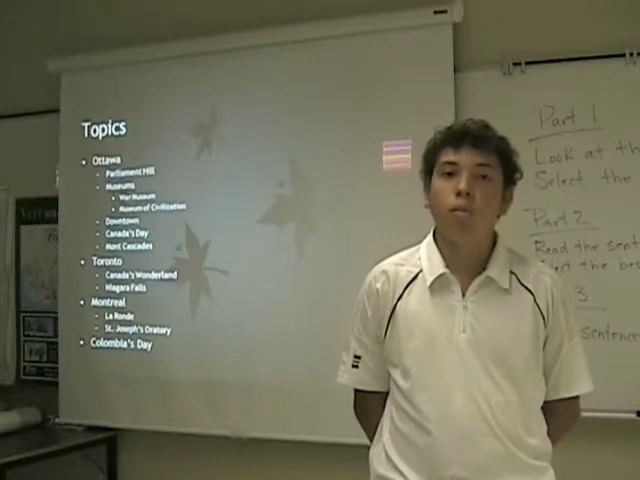 Topics
• Ottawa
- Parliament Hill
- Museums
• War Museum
• Museum of Civilization
- Downtown
- Canada's Day
- Mont Cascades
• Toronto
- Canada's Wonderland
- Niagara Falls
• Montreal
- La Ronde
- St. Joseph's Oratory
• Colombia's Day
Part 1
Look at th
Select the
Part 2
Read the sent
the bes
3
sentence